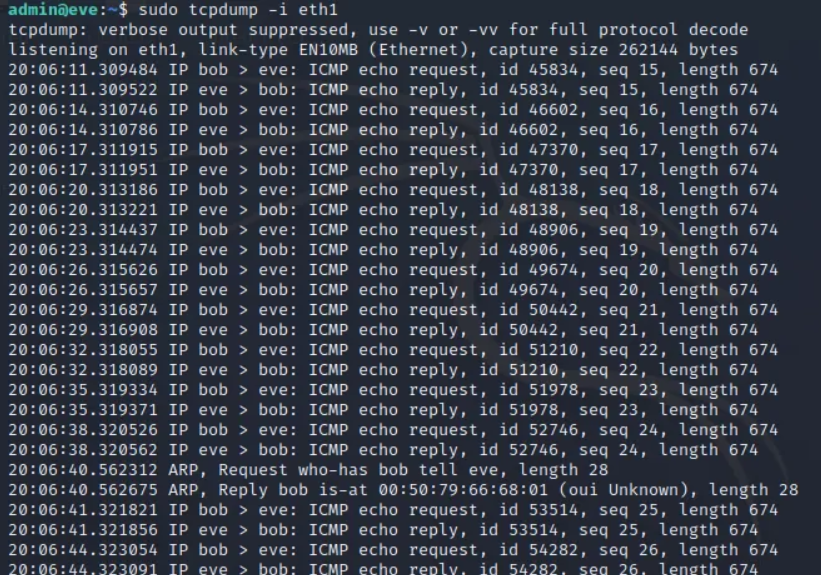 admin@eve:~$ sudo tcpdump -i eth1
tcpdump: verbose output suppressed, use -v or -vv for full protocol decode
listening on eth1, link-type EN10MB (Ethernet), capture size 262144 bytes
20:06:11.309484 IP bob > eve: ICMP echo request, id 45834, seq 15, length 674
20:06:11.309522 IP eve > bob: ICMP echo reply, id 45834, seq 15, length 674
20:06:14.310746 IP bob > eve: ICMP echo request, id 46602, seq 16, length 674
20:06:14.310786 IP eve > bob: ICMP echo reply, id 46602, seq 16, length 674
20:06:17.311915 IP bob > eve: ICMP echo request, id 47370, seq 17, length 674
20:06:17.311951 IP eve > bob: ICMP echo reply, id 47370, seq 17, length 674
20:06:20.313186 IP bob > eve: ICMP echo request, id 48138, seq 18, length 674
20:06:20.313221 IP eve > bob: ICMP echo reply, id 48138, seq 18, length 674
20:06:23.314437 IP bob > eve: ICMP echo request, id 48906, seq 19, length 674
20:06:23.314474 IP eve > bob: ICMP echo reply, id 48906, seq 19, length 674
20:06:26.315626 IP bob > eve: ICMP echo request, id 49674, seq 20, length 674
20:06:26.315657 IP eve > bob: ICMP echo reply, id 49674, seq 20, length 674
20:06:29.316874 IP bob > eve: ICMP echo request, id 50442, seq 21, length 674
20:06:29.316908 IP eve > bob: ICMP echo reply, id 50442, seq 21, length 674
20:06:32.318055 IP bob > eve: ICMP echo request, id 51210, seq 22, length 674
20:06:32.318089 IP eve > bob: ICMP echo reply, id 51210, seq 22, length 674
20:06:35.319334 IP bob > eve: ICMP echo request, id 51978, seq 23, length 674
20:06:35.319371 IP eve > bob: ICMP echo reply, id 51978, seq 23, length 674
20:06:38.320526 IP bob > eve: ICMP echo request, id 52746, seq 24, length 674
20:06:38.320562 IP eve > bob: ICMP echo reply, id 52746, seq 24, length 674
20:06:40.562312 ARP, Request who-has bob tell eve, length 28
20:06:40.562675 ARP, Reply bob is-at 00:50:79:66:68:01 (oui Unknown), length 28
20:06:41.321821 IP bob > eve: ICMP echo request, id 53514, seq 25, length 674
20:06:41.321856 IP eve > bob: ICMP echo reply, id 53514, seq 25, length 674
20:06:44.323054 IP bob > eve: ICMP echo request, id 54282, seq 26, length 674
20:06:44.323091 IP eve > bob: ICMP echo reply, id 54282, seq 26, length 674